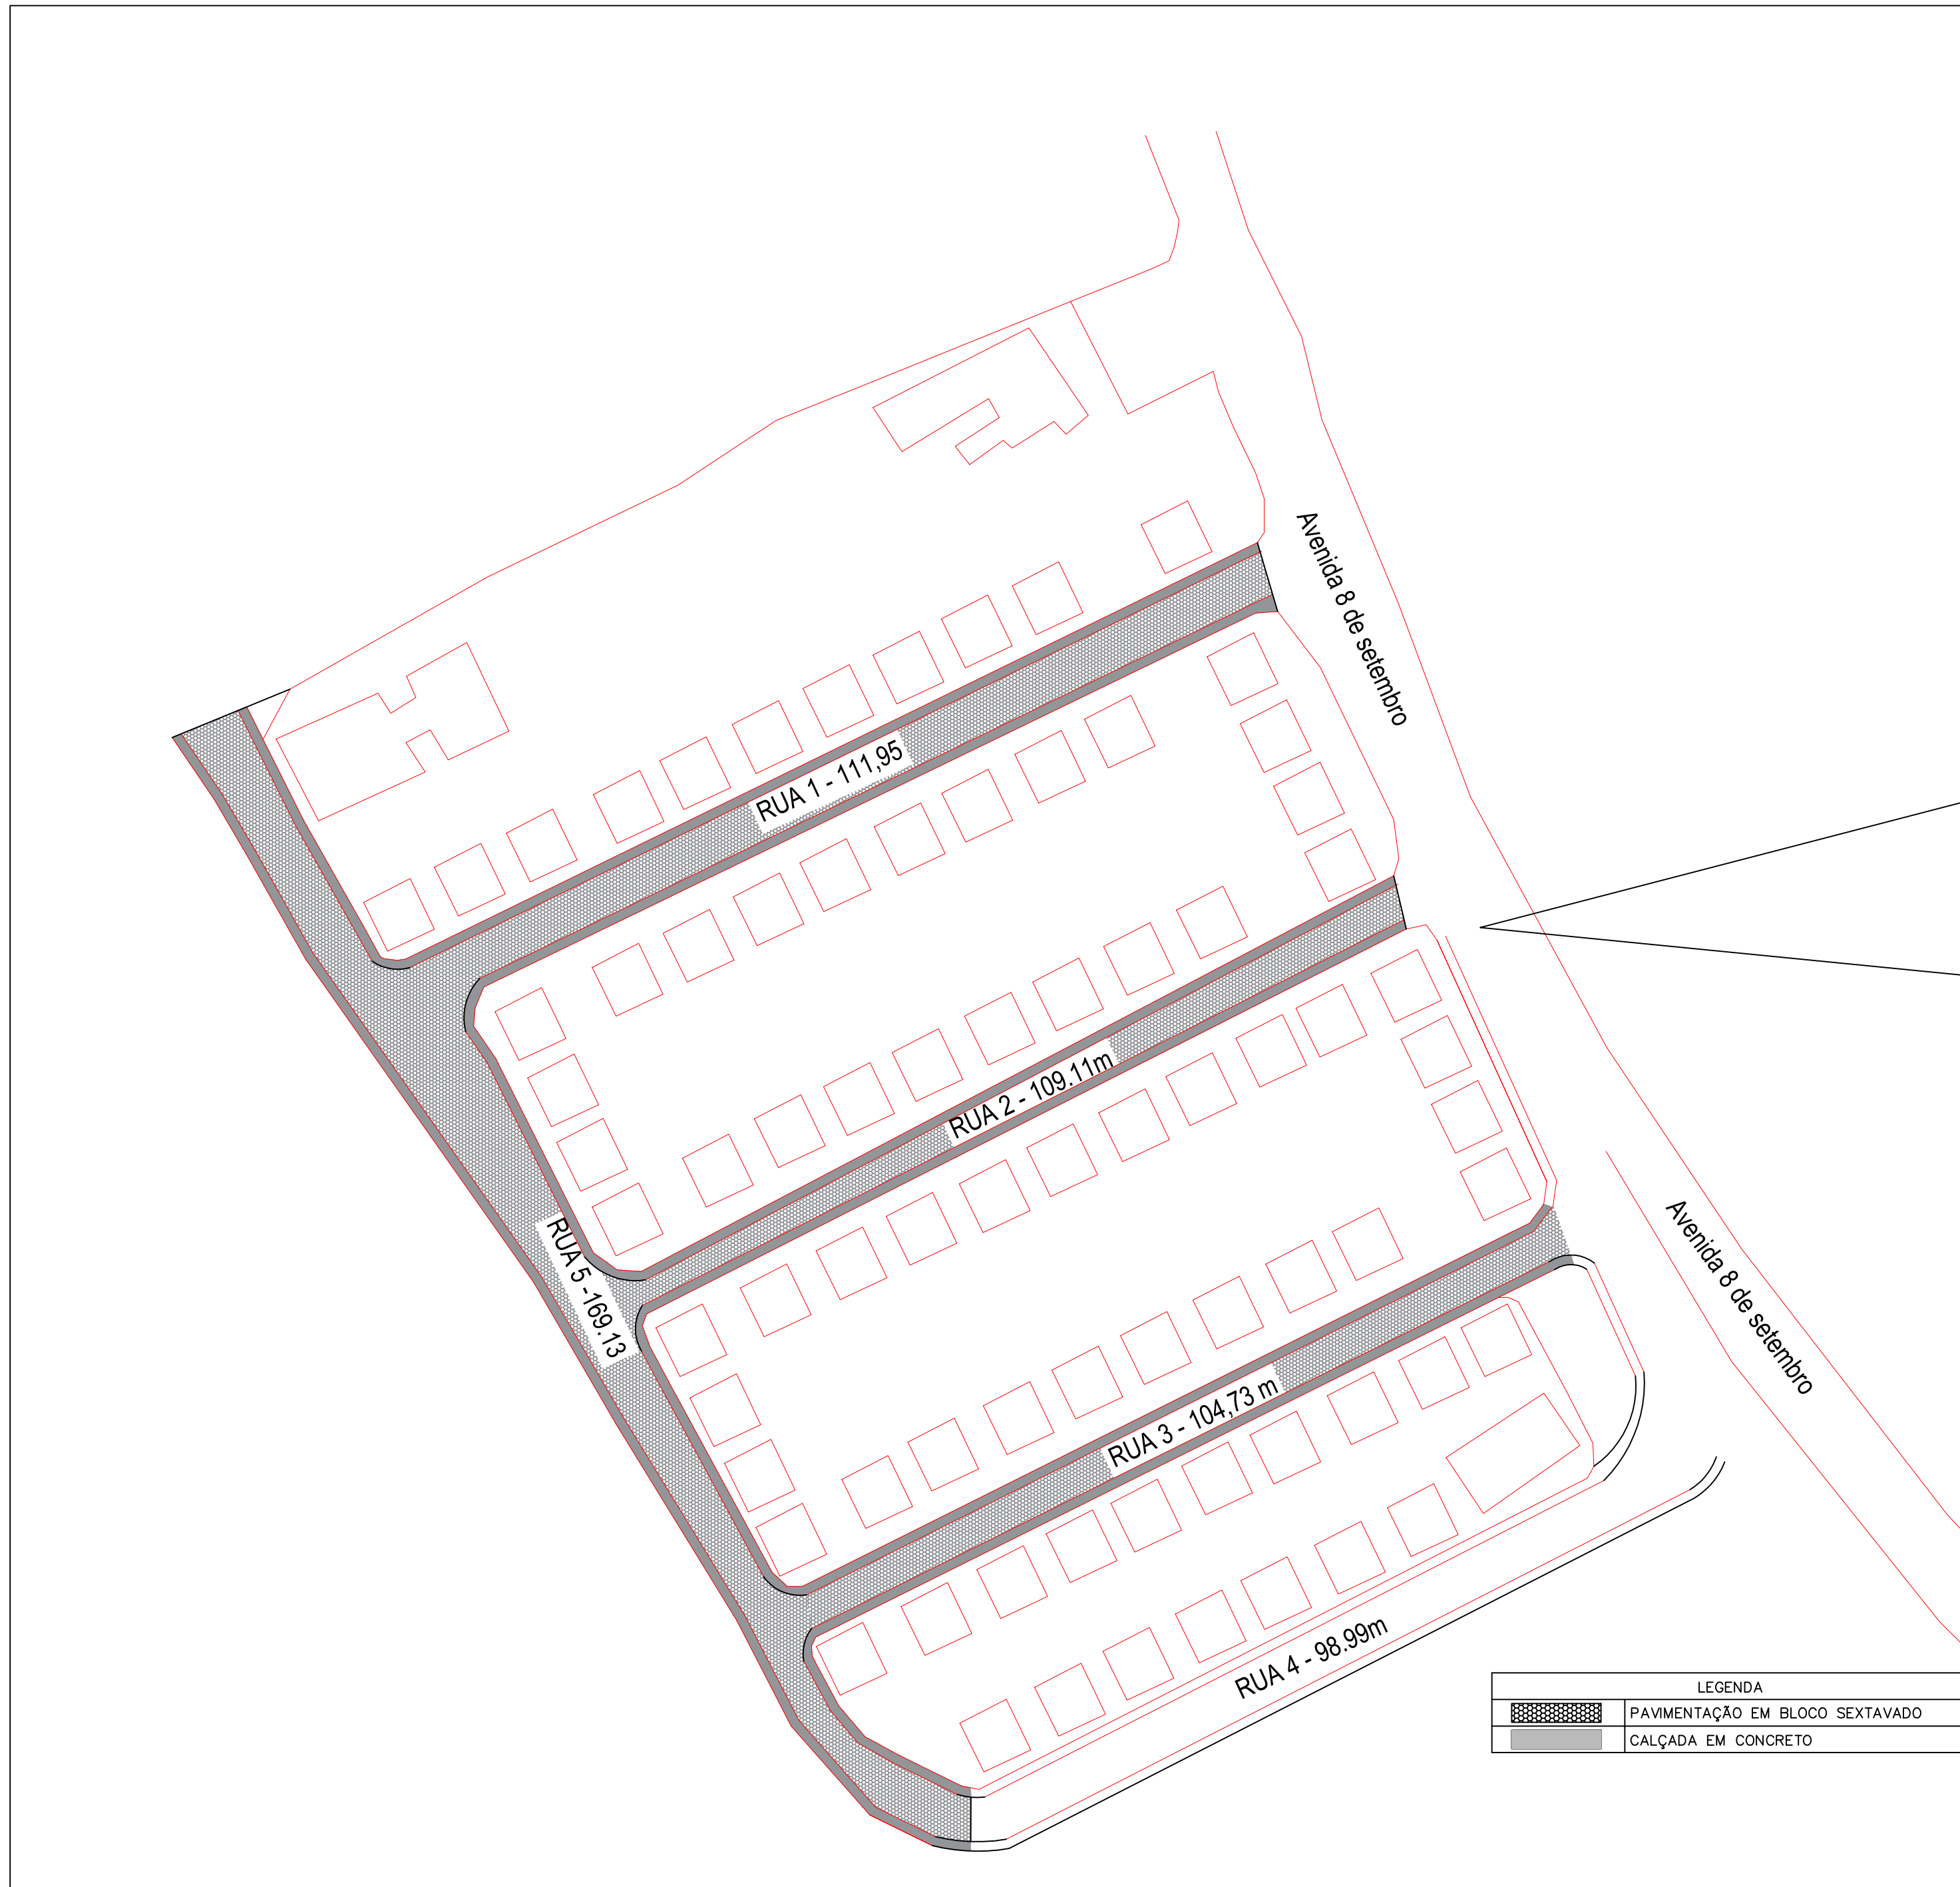 Avenida 8 de setembro
RUA 1 - 111,95
RUA 2 - 109.11m
RUA 5 -169.13
Avenida 8 de setembro
RUA 3 - 104,73 m
RUA 4 - 98.99m
LEGENDA
PAVIMENTAÇÃO EM BLOCO SEXTAVADO
CALÇADA EM CONCRETO